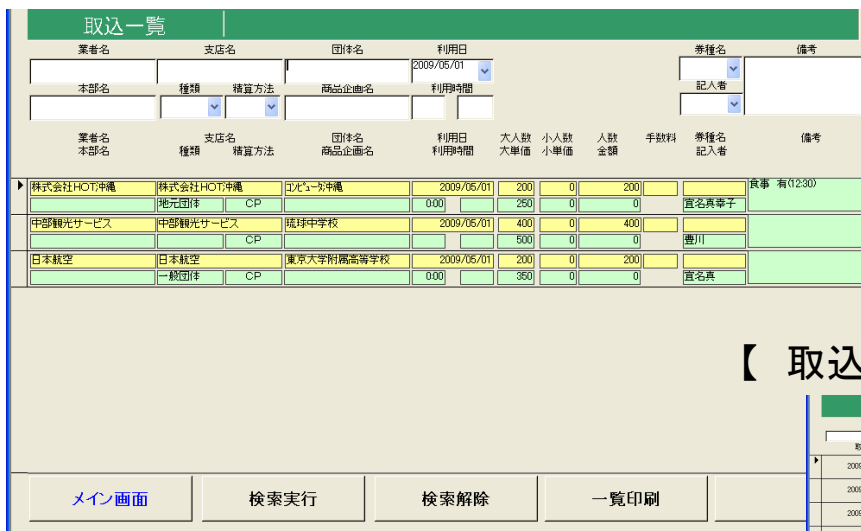 取込一覧
業者名 支店名 団体名 利用日 券種名 備考
2009/05/01
本部名 種類 積算方法 商品企画名 利用時間 記入者
業者名 支店名 団体名 利用日 大人数 小人数 人数 手数料 券種名 備考
本部名 種類 積算方法 商品企画名 利用時間 大単価 小単価 金額 記入者
株式会社HOT沖縄 株式会社HOT沖縄 コンピュータ沖縄 2009/05/01 200 0 200 食事 有(12:30)
地元団体 CP 0:00 250 0 0 宜名真幸子
中部観光サービス 中部観光サービス 琉球中学校 2009/05/01 400 0 400
CP 500 0 0 豊川
日本航空 日本航空 東京大学附属高等学校 2009/05/01 200 0 200
一般団体 CP 0:00 350 0 0 宜名真
【 取込
取
2009
2009
2009
メイン画面 検索実行 検索解除 一覧印刷